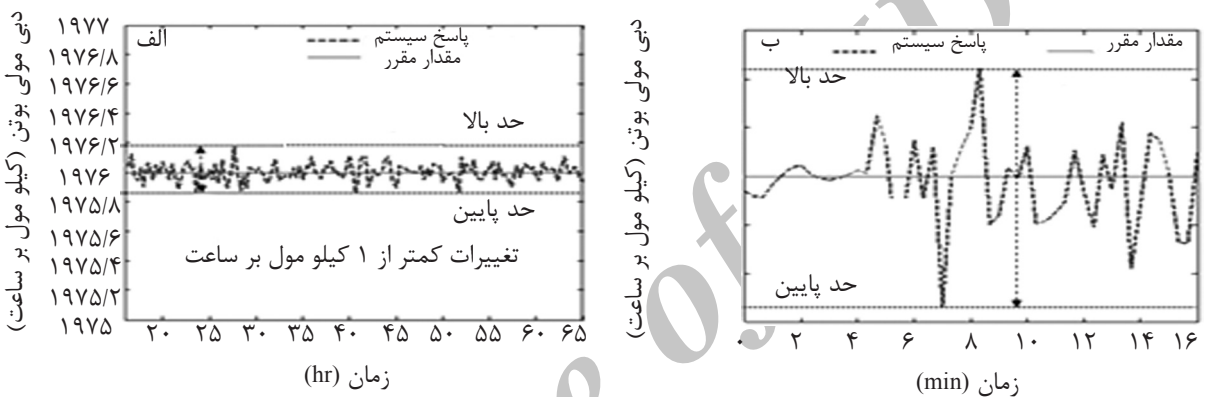 الف
پاسخ سیستم
مقدار مقرر
۱۹۷۷
۱۹۷۶/۸
۱۹۷۶/۶
۱۹۷۶/۴
۱۹۷۶/۲
۱۹۷۶
۱۹۷۵/۸
۱۹۷۵/۶
۱۹۷۵/۴
۱۹۷۵/۲
۱۹۷۵
دبی مولی بوتن (کیلو مول بر ساعت)
حد بالا
حد پایین
تغییرات کمتر از ۱ کیلو مول بر ساعت
۲۰ ۲۵ ۳۰ ۳۵ ۴۰ ۴۵ ۵۰ ۵۵ ۶۰ ۶۵
زمان (hr)
ب
پاسخ سیستم
مقدار مقرر
دبی مولی بوتن (کیلو مول بر ساعت)
حد بالا
حد پایین
۰ ۲ ۴ ۶ ۸ ۱۰ ۱۲ ۱۴ ۱۶
زمان (min)
of